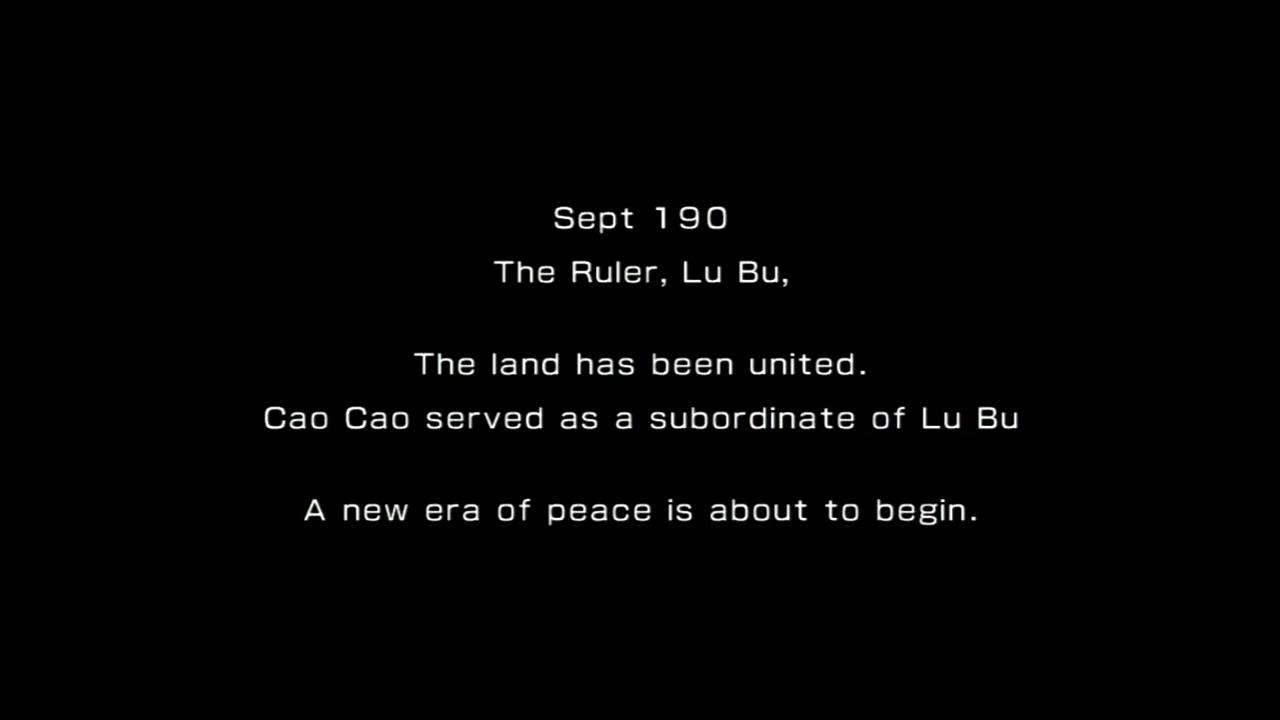 Sept 190
The Ruler, Lu Bu,
The land has been united.
Cao Cao served as a subordinate of Lu Bu
A new era of peace is about to begin.